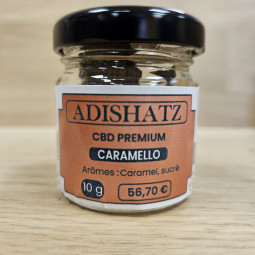 ADISHATZ
CBD PREMIUM
CARAMELLO
Arômes : Caramel, sucré
10 g
56,70 €